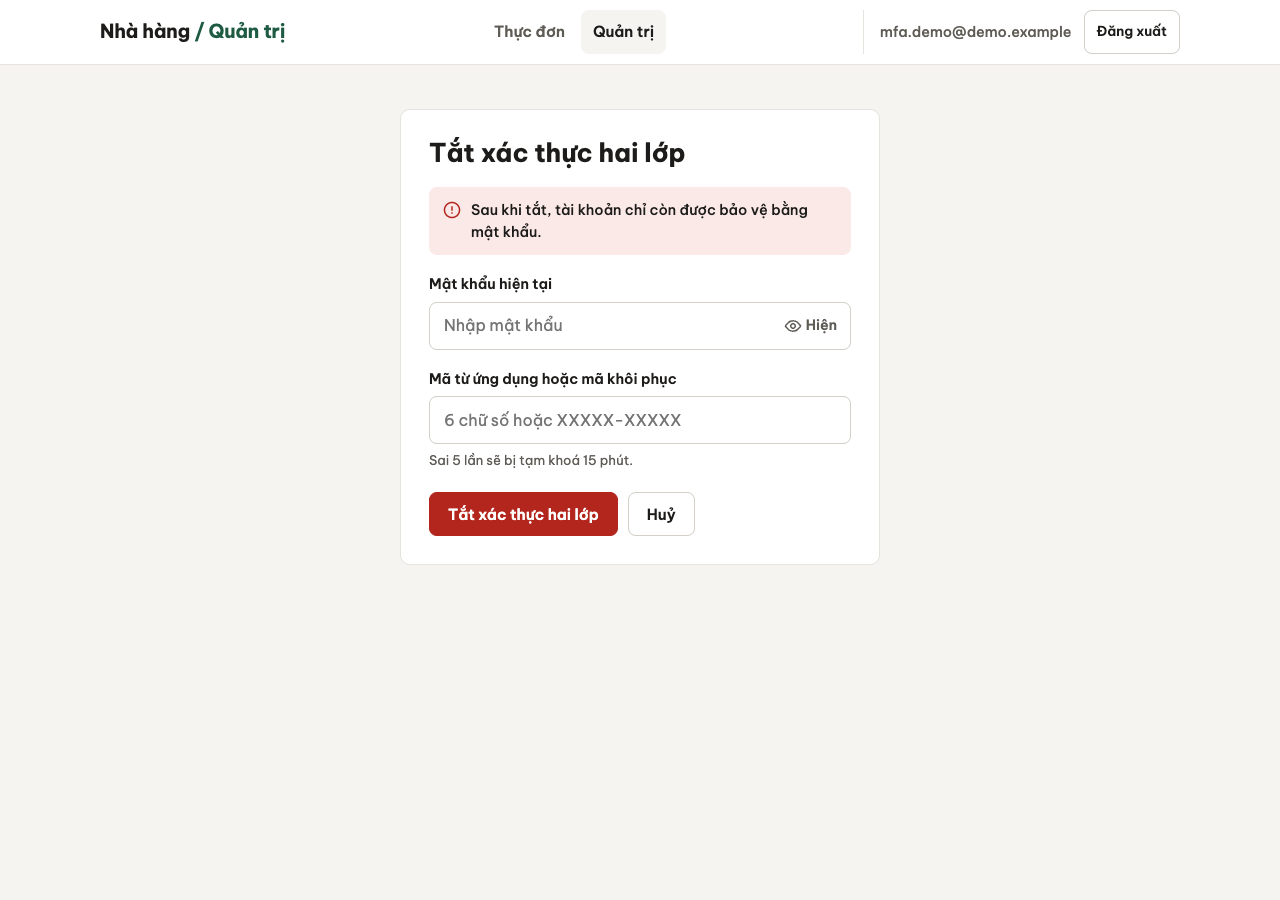 Nhà hàng / Quản trị
Thực đơn
Quản trị
mfa.demo@demo.example
Đăng xuất
Tắt xác thực hai lớp
Sau khi tắt, tài khoản chỉ còn được bảo vệ bằng
mật khẩu.
Mật khẩu hiện tại
Nhập mật khẩu
Hiện
Mã từ ứng dụng hoặc mã khôi phục
6 chữ số hoặc XXXXX-XXXXX
Sai 5 lần sẽ bị tạm khoá 15 phút.
Tắt xác thực hai lớp
Huỷ